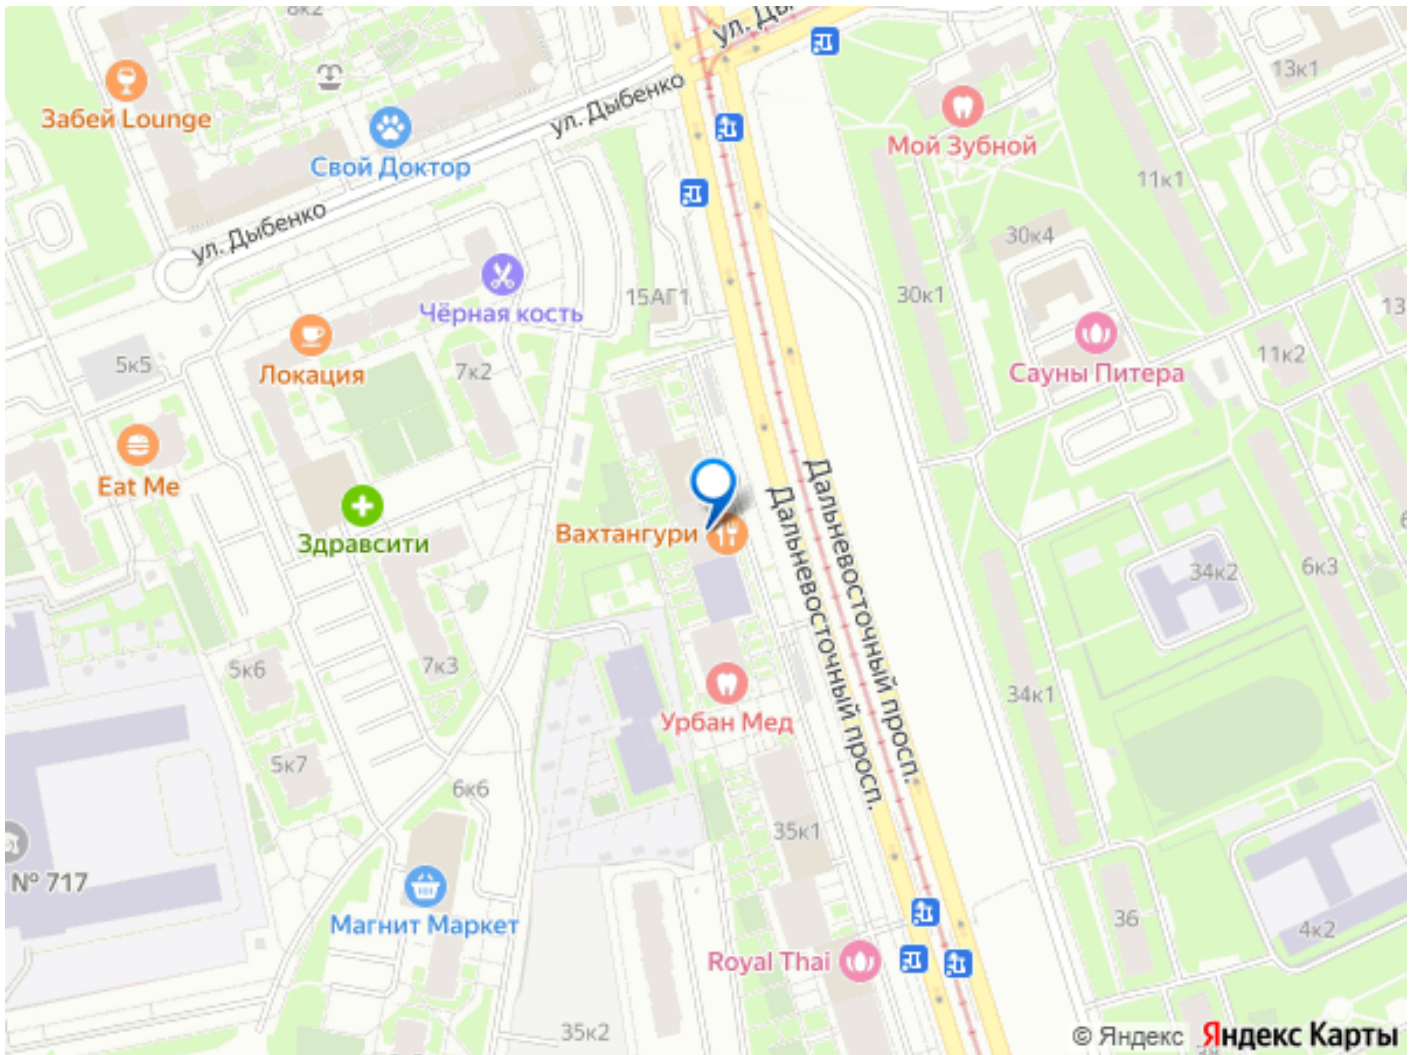 8к2
ул. Ды
13к1
Забей Lounge
ул. Дыбенко
Мой Зубной
Свой Доктор
11к1
ул. Дыбенко
30к4
Чёрная кость
15АГ1
30к1
13
Сауны Питера
11к2
5к5
Локация
7к2
Eat Me
Вахтангури
Дальневосточный просп.
Дальневосточный просп.
Здравсити
34к2
6к3
5к6
7к3
34к1
Урбан Мед
5к7
6к6
35к1
№ 717
Магнит Маркет
36
4к2
Royal Thai
35к2
© Яндекс
Яндекс Карты